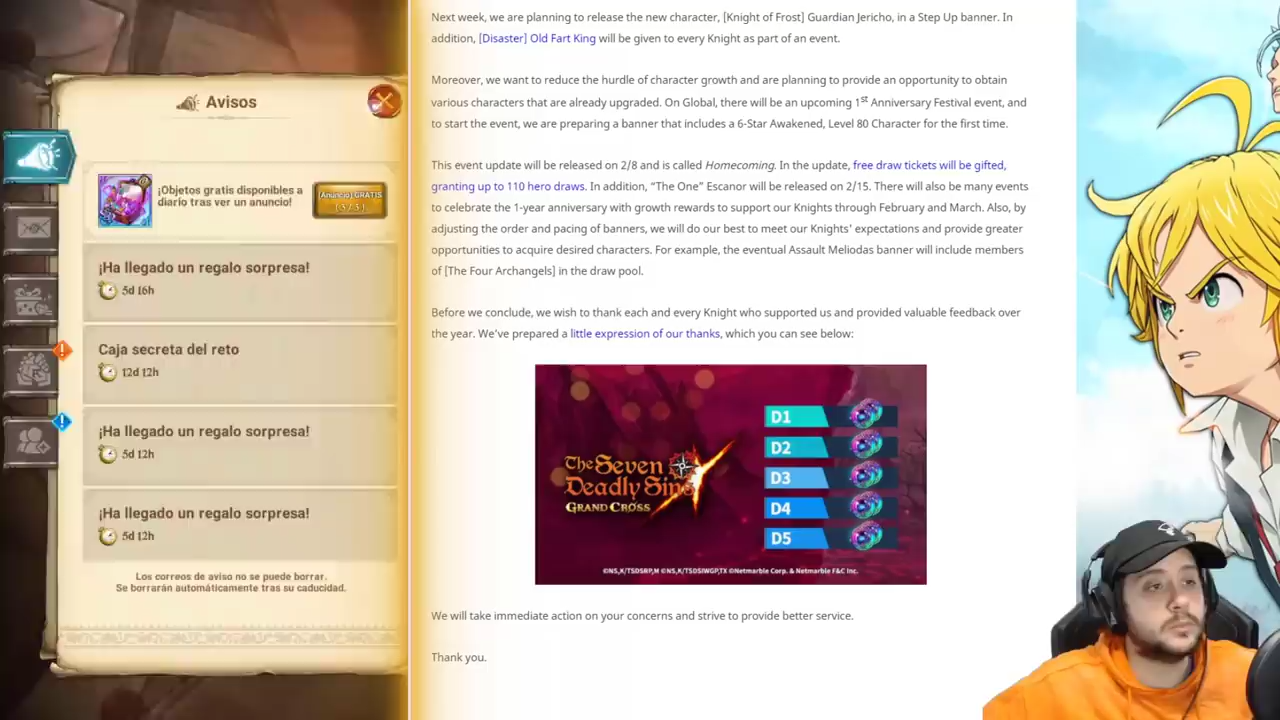 Avisos
¡Objetos gratis disponibles a
diario tras ver un anuncio!
¡Ha llegado un regalo sorpresa!
5d 16h
Caja secreta del reto
12d 12h
¡Ha llegado un regalo sorpresa!
5d 12h
¡Ha llegado un regalo sorpresa!
5d 12h
Los correos de aviso no se puede borrar.
Se borrarán automáticamente tras su caducidad.
Next week, we are planning to release the new character, [Knight of Frost] Guardian Jericho, in a Step Up banner. In
addition, [Disaster] Old Fart King will be given to every Knight as part of an event.
Moreover, we want to reduce the hurdle of character growth and are planning to provide an opportunity to obtain
various characters that are already upgraded. On Global, there will be an upcoming 1st Anniversary Festival event, and
to start the event, we are preparing a banner that includes a 6-Star Awakened, Level 80 Character for the first time.
This event update will be released on 2/8 and is called Homecoming. In the update, free draw tickets will be gifted,
granting up to 110 hero draws. In addition, “The One” Escanor will be released on 2/15. There will also be many events
to celebrate the 1-year anniversary with growth rewards to support our Knights through February and March. Also, by
adjusting the order and pacing of banners, we will do our best to meet our Knights' expectations and provide greater
opportunities to acquire desired characters. For example, the eventual Assault Meliodas banner will include members
of [The Four Archangels] in the draw pool.
Before we conclude, we wish to thank each and every Knight who supported us and provided valuable feedback over
the year. We've prepared a little expression of our thanks, which you can see below:
The Seven
Deadly Sins
GRAND CROSS
D1
D2
D3
D4
D5
©NS,K/TSDSRP,M ©NS,K/TSDSIWGP,TX ©Netmarble Corp. & Netmarble F&C Inc.
We will take immediate action on your concerns and strive to provide better service.
Thank you.